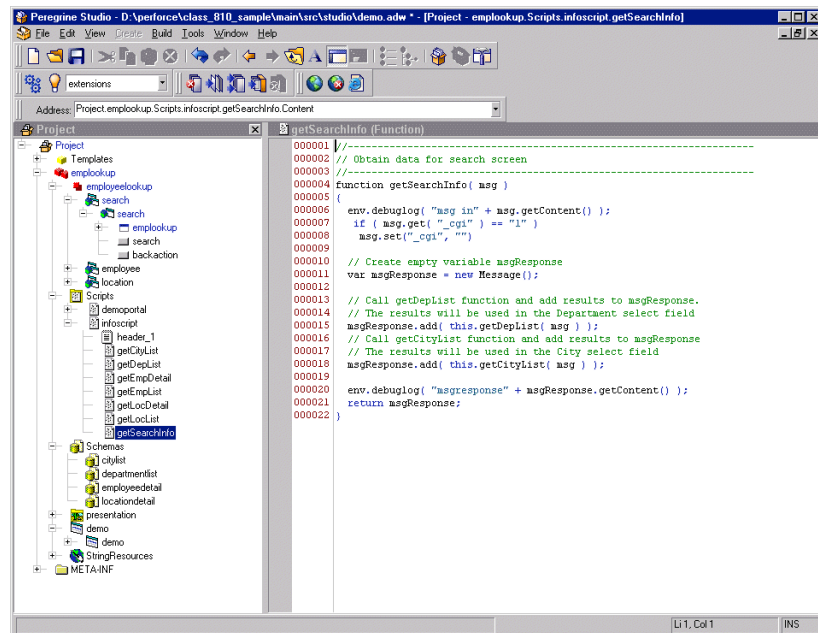 Peregrine Studio - D:\perforce\class_810_sample\main\src\studio\demo.adw * - [Project - emplookup.Scripts.infoscript.getSearchInfo]
File Edit View Create Build Tools Window Help
extensions
Address: Project.emplookup.Scripts.infoscript.getSearchInfo.Content
Project
getSearchInfo (Function)
Project
Templates
emplookup
employeelookup
search
search
emplookup
search
backaction
employee
location
Scripts
demoportal
infoscript
header_1
getCityList
getDepList
getEmpDetail
getEmpList
getLocDetail
getLocList
getSearchInfo
Schemas
citylist
departmentlist
employeedetail
locationdetail
presentation
demo
demo
StringResources
META-INF
000001 //---------------------------------------------------------------
000002 // Obtain data for search screen
000003 //---------------------------------------------------------------
000004 function getSearchInfo( msg )
000005 {
000006 env.debuglog( "msg in" + msg.getContent() );
000007 if ( msg.get( "_cgi" ) == "1" )
000008 msg.set("_cgi", "")
000009
000010 // Create empty variable msgResponse
000011 var msgResponse = new Message();
000012
000013 // Call getDepList function and add results to msgResponse.
000014 // The results will be used in the Department select field
000015 msgResponse.add( this.getDepList( msg ) );
000016 // Call getCityList function and add results to msgResponse
000017 // The results will be used in the City select field
000018 msgResponse.add( this.getCityList( msg ) );
000019
000020 env.debuglog( "msgresponse" + msgResponse.getContent() );
000021 return msgResponse;
000022 }
Li 1, Col 1 INS